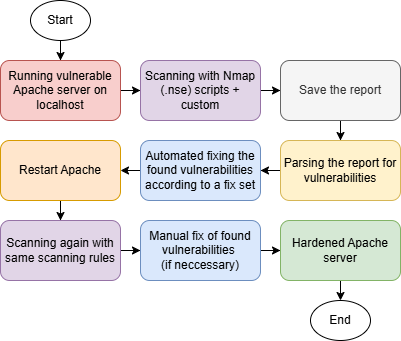 Start
Running vulnerable
Apache server on
localhost
Scanning with Nmap
(.nse) scripts +
custom
Save the report
Parsing the report for
vulnerabilities
Automated fixing the
found vulnerabilities
according to a fix set
Restart Apache
Scanning again with
same scanning rules
Manual fix of found
vulnerabilities
(if neccessary)
Hardened Apache
server
End